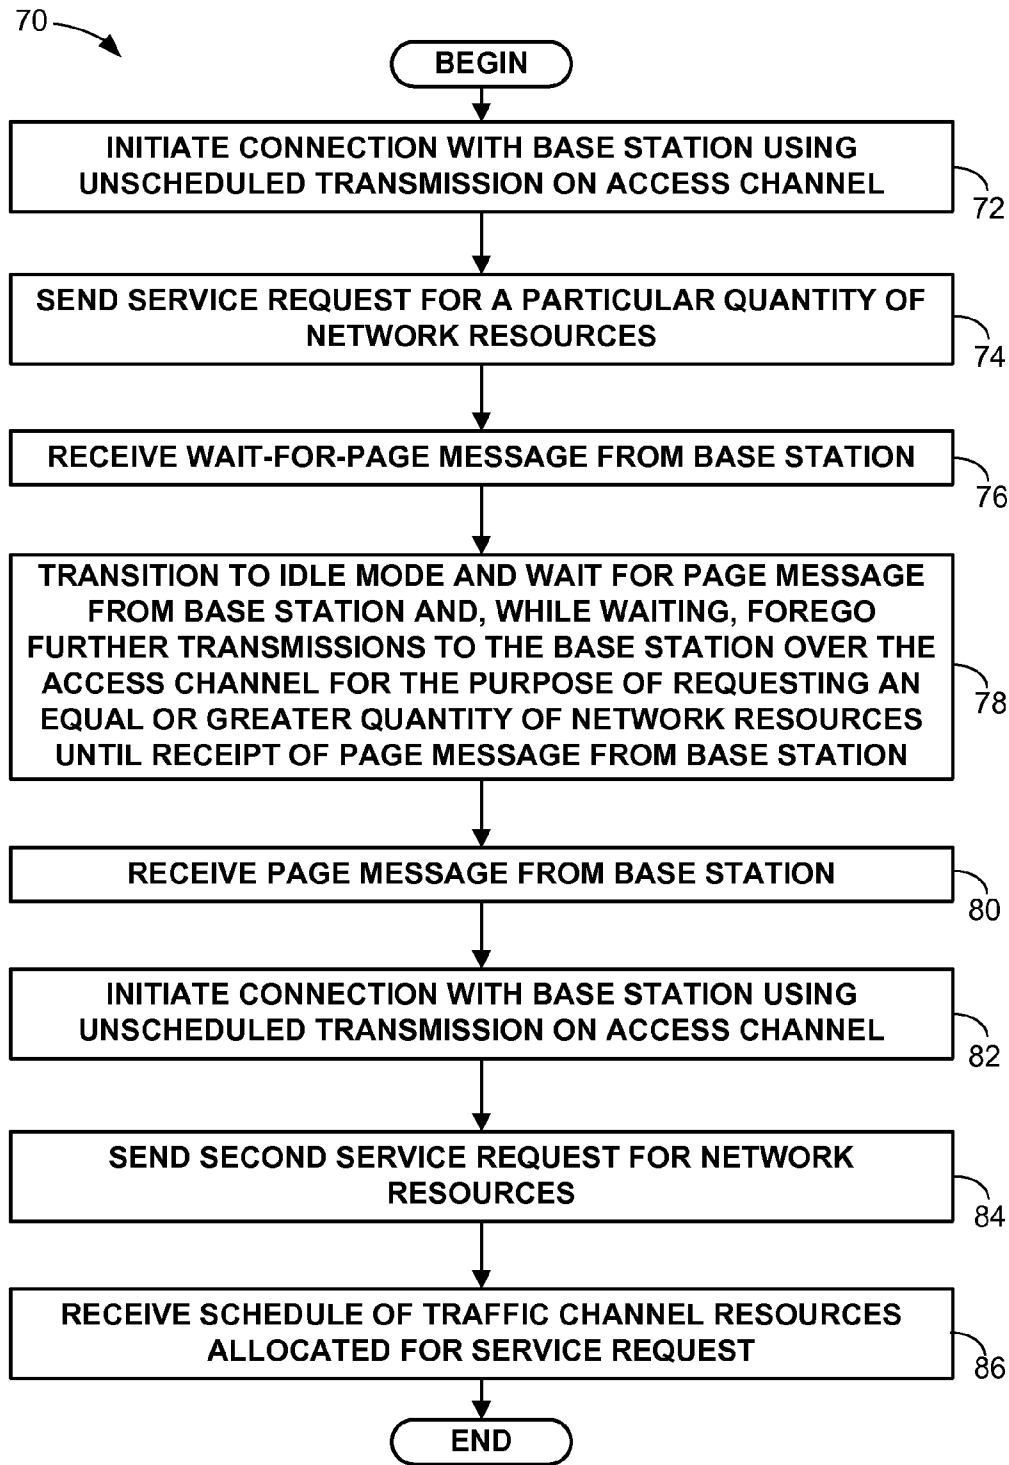 70
BEGIN
INITIATE CONNECTION WITH BASE STATION USING
UNSCHEDULED TRANSMISSION ON ACCESS CHANNEL
72
SEND SERVICE REQUEST FOR A PARTICULAR QUANTITY OF
NETWORK RESOURCES
74
RECEIVE WAIT-FOR-PAGE MESSAGE FROM BASE STATION
76
TRANSITION TO IDLE MODE AND WAIT FOR PAGE MESSAGE
FROM BASE STATION AND, WHILE WAITING, FOREGO
FURTHER TRANSMISSIONS TO THE BASE STATION OVER THE
ACCESS CHANNEL FOR THE PURPOSE OF REQUESTING AN
EQUAL OR GREATER QUANTITY OF NETWORK RESOURCES
UNTIL RECEIPT OF PAGE MESSAGE FROM BASE STATION
78
RECEIVE PAGE MESSAGE FROM BASE STATION
80
INITIATE CONNECTION WITH BASE STATION USING
UNSCHEDULED TRANSMISSION ON ACCESS CHANNEL
82
SEND SECOND SERVICE REQUEST FOR NETWORK
RESOURCES
84
RECEIVE SCHEDULE OF TRAFFIC CHANNEL RESOURCES
ALLOCATED FOR SERVICE REQUEST
86
END